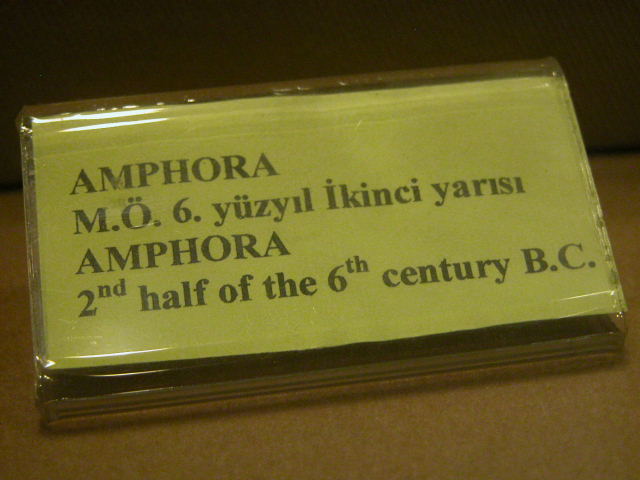 AMPHORA
M.Ö. 6. yüzyıl İkinci yarısı
AMPHORA
2nd half of the 6th century B.C.